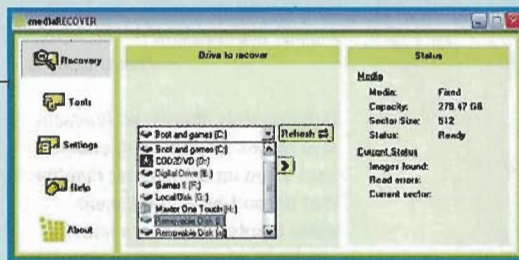 mediaRECOVER
Recovery
Tools
Settings
Help
About
Drive to recover
Boot and games (C:)
Refresh
Boot and games (C:)
COD2DVD (D:)
Digital Drive (E:)
Games II (F:)
Local Disk (G:)
Maxtor One Touch (H:)
Removable Disk (I:)
Removable Disk (J:)
Status
Media
Media: Fixed
Capacity: 279.47 GB
Sector Size: 512
Status: Ready
Current Status
Images found:
Read errors:
Current sector: